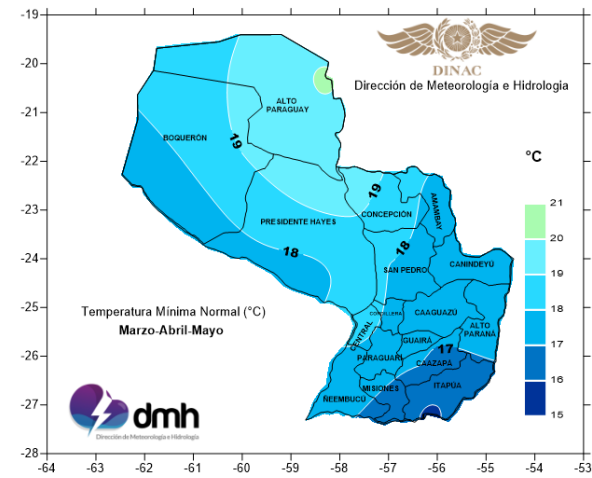 -19
-20
-21
-22
-23
-24
-25
-26
-27
-28
-64
-63
-62
-61
-60
-59
-58
-57
-56
-55
-54
-53
DINAC
Dirección de Meteorología e Hidrologia
ALTO
PARAGUAY
BOQUERÓN
19
19
PRESIDENTE HAYES
CONCEPCIÓN
AMAMBAY
18
18
SAN PEDRO
CANINDEYÚ
CORDILLERA
CAAGUAZÚ
CENTRAL
ALTO
PARANÁ
GUAIRÁ
17
PARAGUARÍ
CAAZAPÁ
MISIONES
ITAPÚA
ÑEEMBUCÚ
°C
21
20
19
18
17
16
15
Temperatura Mínima Normal (°C)
Marzo-Abril-Mayo
dmh
Dirección de Meteorología e Hidrología